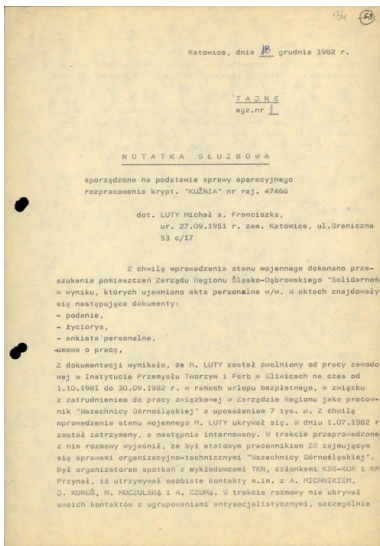 9/4 53
Katowice, dnia 18 grudnia 1982 r.
TAJNE
egz.nr 1
NOTATKA SŁUŻBOWA
sporządzona na podstawie sprawy operacyjnego
rozpracowania krypt. "KUŹNIA" nr rej. 47466
dot. LUTY Michał s. Franciszka,
ur. 27.09.1951 r. zam. Katowice, ul.Graniczna
53 c/17
Z chwilą wprowadzenia stanu wojennego dokonano prze-
szukania pomieszczeń Zarządu Regionu Śląsko-Dąbrowskiego "Solidarność
w wyniku, których ujawniono akta personalne w/w. W aktach znajdowały
się następujące dokumenty:
- podanie,
- życiorys,
- ankieta personalna,
-umowa o pracę,
Z dokumentacji wynikało, że M. LUTY został zwolniony od pracy zawodo-
wej w Instytucie Przemysłu Tworzyw i Farb w Gliwicach na czas od
1.10.1981 do 30.09.1982 r. w ramach urlopu bezpłatnego, w związku
z zatrudnieniem do pracy związkowej w Zarządzie Regionu jako pracow-
nik "Wszechnicy Górnośląskiej" z uposażeniem 7 tys. zł. Z chwilą
wprowadzenia stanu wojennego M. LUTY ukrywał się. W dniu 1.07.1982 r.
został zatrzymany, a następnie internowany. W trakcie przeprowadzonej
z nim rozmowy wyjaśnił, że był etatowym pracownikiem ZR zajmującym
się sprawami organizacyjno-technicznymi "Wszechnicy Górnośląskiej".
Był organizatorem spotkań z wykładowcami TKN, członkami KSS-KOR i KP
Przyznał, iż utrzymywał osobiste kontakty m.in. z A. MICHNIKIEM,
J. KUROŃ, M. MOCZULSKĄ i A. CZUMĄ. W trakcie rozmowy nie ukrywał
swoich kontaktów z ugrupowaniami antysocjalistycznymi, szczególnie